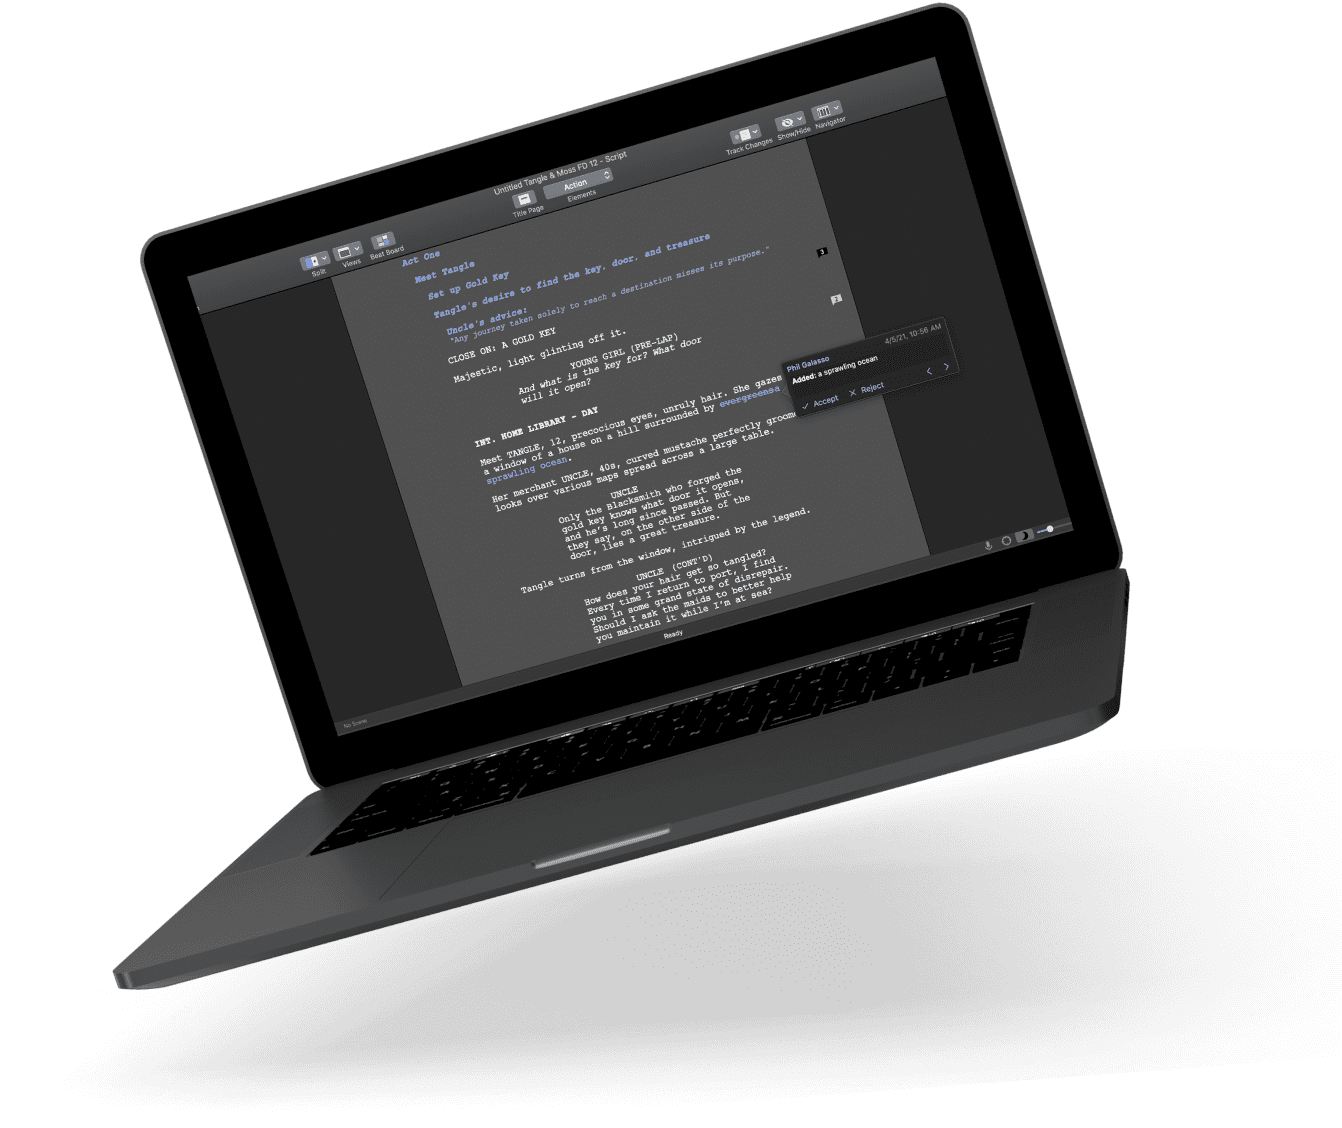 Untitled Tangle & Moss FD 12 - Script
Split
Views
Beat Board
Title Page
Action
Elements
Track Changes
Show/Hide
Navigator
Act One
Meet Tangle
Set up Gold Key
Tangle's desire to find the key, door, and treasure
Uncle's advice:
"Any journey taken solely to reach a destination misses its purpose."
3
2
CLOSE ON: A GOLD KEY
Majestic, light glinting off it.
YOUNG GIRL (PRE-LAP)
And what is the key for? What door
will it open?
INT. HOME LIBRARY - DAY
Meet TANGLE, 12, precocious eyes, unruly hair. She gazes
a window of a house on a hill surrounded by evergreens a
sprawling ocean.
Phil Galasso
4/5/21, 10:56 AM
Added: a sprawling ocean
Accept
Reject
Her merchant UNCLE, 40s, curved mustache perfectly groome
looks over various maps spread across a large table.
UNCLE
Only the Blacksmith who forged the
gold key knows what door it opens,
and he's long since passed. But
they say, on the other side of the
door, lies a great treasure.
Tangle turns from the window, intrigued by the legend.
UNCLE (CONT'D)
How does your hair get so tangled?
Every time I return to port, I find
you in some grand state of disrepair.
Should I ask the maids to better help
you maintain it while I'm at sea?
Ready
No Scene